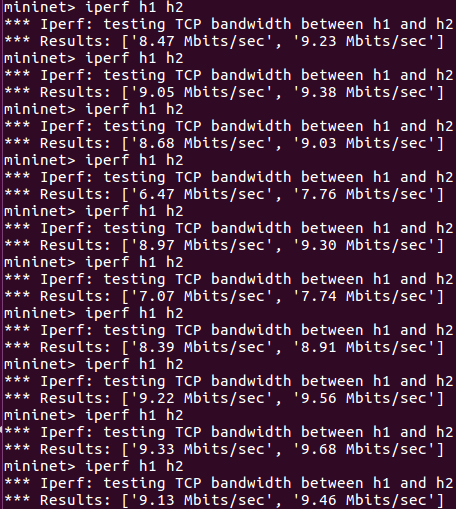 mininet> iperf h1 h2
*** Iperf: testing TCP bandwidth between h1 and h2
*** Results: ['8.47 Mbits/sec', '9.23 Mbits/sec']
mininet> iperf h1 h2
*** Iperf: testing TCP bandwidth between h1 and h2
*** Results: ['9.05 Mbits/sec', '9.38 Mbits/sec']
mininet> iperf h1 h2
*** Iperf: testing TCP bandwidth between h1 and h2
*** Results: ['8.68 Mbits/sec', '9.03 Mbits/sec']
mininet> iperf h1 h2
*** Iperf: testing TCP bandwidth between h1 and h2
*** Results: ['6.47 Mbits/sec', '7.76 Mbits/sec']
mininet> iperf h1 h2
*** Iperf: testing TCP bandwidth between h1 and h2
*** Results: ['8.97 Mbits/sec', '9.30 Mbits/sec']
mininet> iperf h1 h2
*** Iperf: testing TCP bandwidth between h1 and h2
*** Results: ['7.07 Mbits/sec', '7.74 Mbits/sec']
mininet> iperf h1 h2
*** Iperf: testing TCP bandwidth between h1 and h2
*** Results: ['8.39 Mbits/sec', '8.91 Mbits/sec']
mininet> iperf h1 h2
*** Iperf: testing TCP bandwidth between h1 and h2
*** Results: ['9.22 Mbits/sec', '9.56 Mbits/sec']
mininet> iperf h1 h2
*** Iperf: testing TCP bandwidth between h1 and h2
*** Results: ['9.33 Mbits/sec', '9.68 Mbits/sec']
mininet> iperf h1 h2
*** Iperf: testing TCP bandwidth between h1 and h2
*** Results: ['9.13 Mbits/sec', '9.46 Mbits/sec']